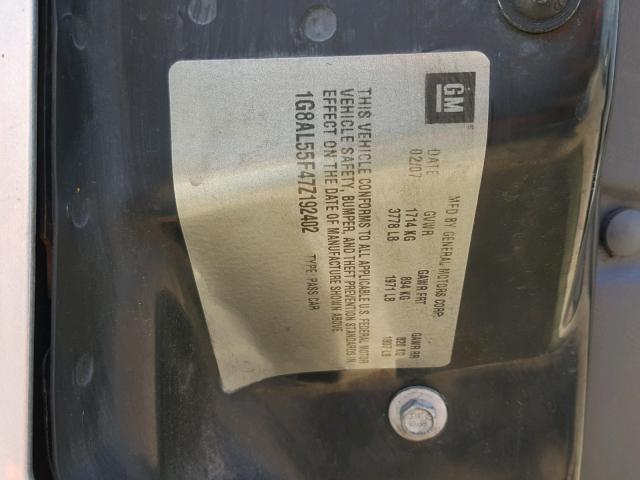 GM
MFD BY GENERAL MOTORS CORP
DATE GVWR GAWR FRT GAWR RR
02/07 1714 KG 894 KG 820 KG
3778 LB 1971 LB 1807 LB
THIS VEHICLE CONFORMS TO ALL APPLICABLE U.S. FEDERAL MOTOR
VEHICLE SAFETY, BUMPER, AND THEFT PREVENTION STANDARDS IN
EFFECT ON THE DATE OF MANUFACTURE SHOWN ABOVE
1G8AL55F47Z192402 TYPE: PASS CAR